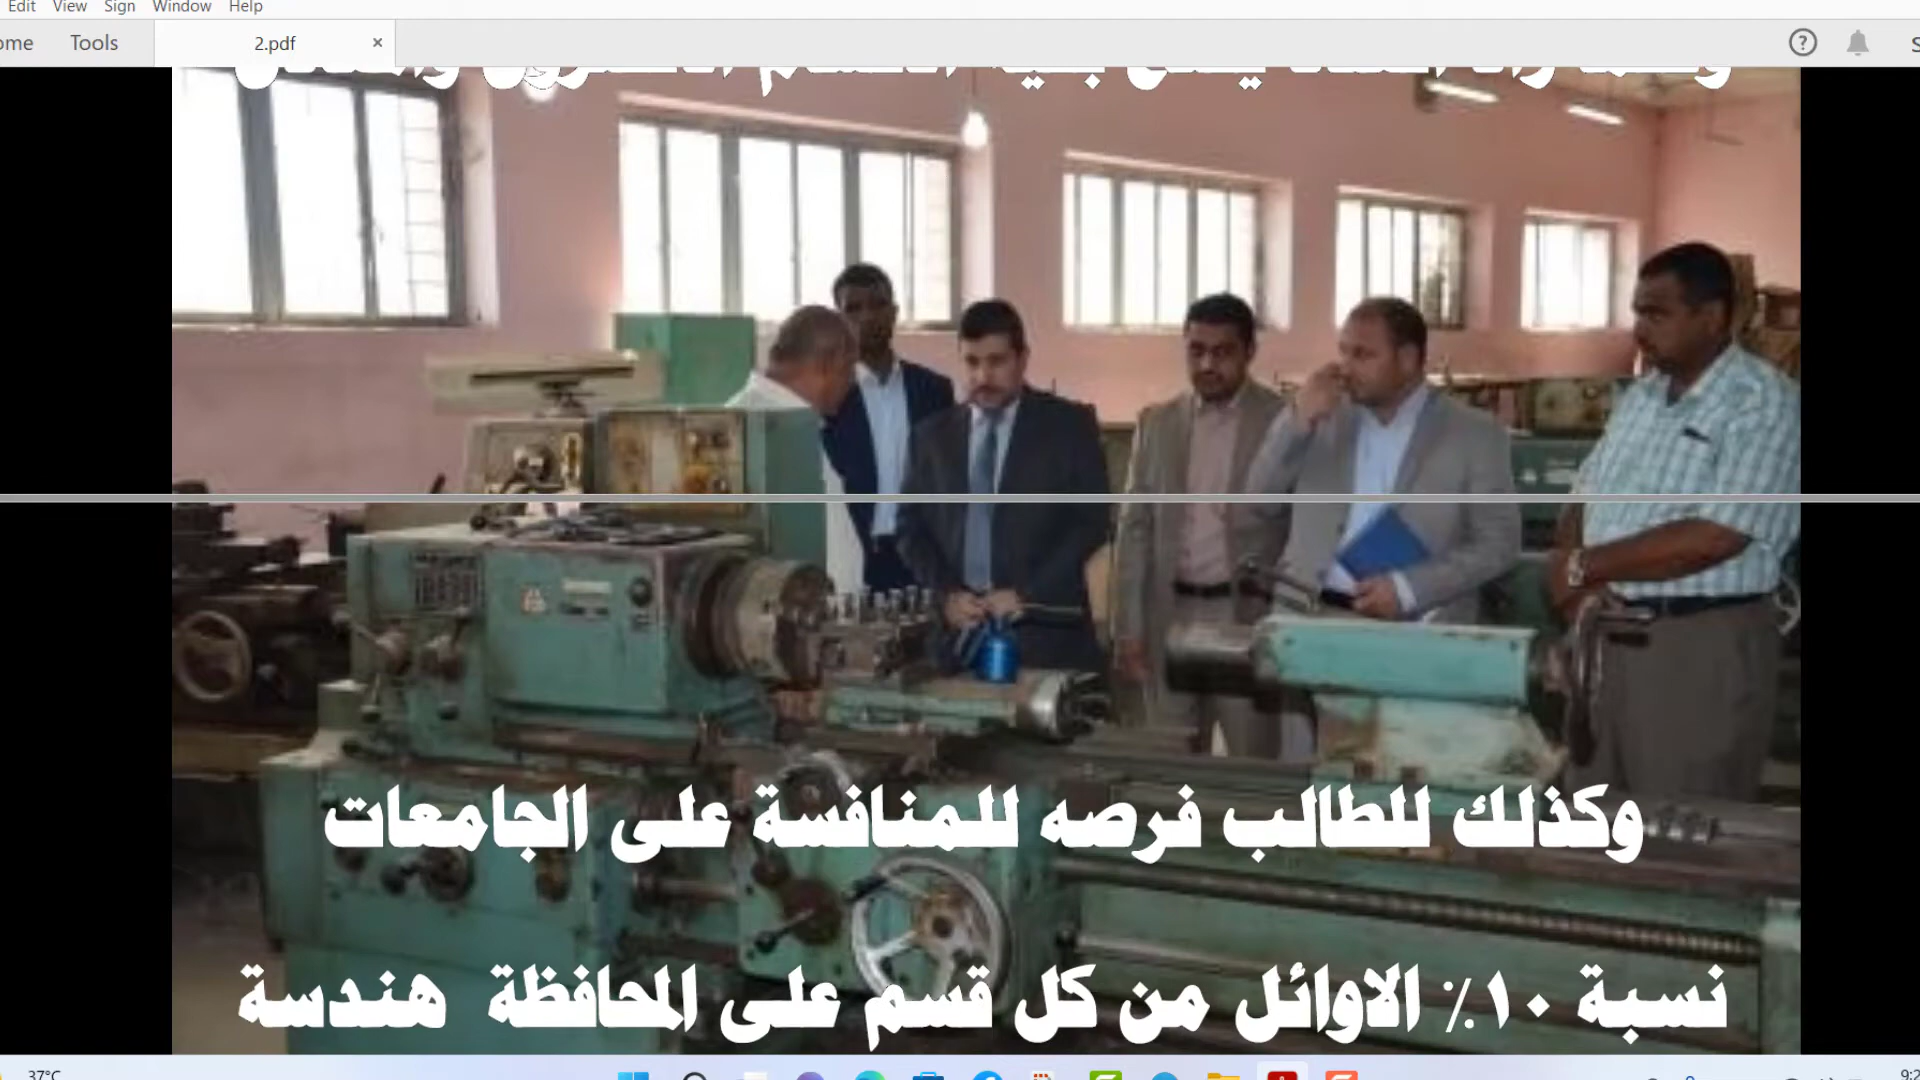 Edit View Sign Window Help
Tools 2.pdf ×
?
وكذلك للطالب فرصه للمنافسة على الجامعات
نسبة ١٠٪ الاوائل من كل قسم على المحافظة هندسة
37°C